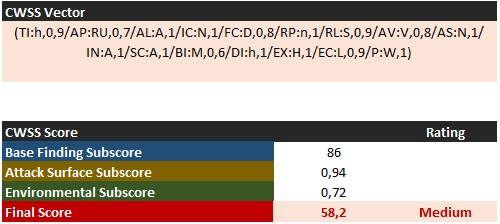 CWSS Vector
(TI:h,0,9/AP:RU,0,7/AL:A,1/IC:N,1/FC:D,0,8/RP:n,1/RL:S,0,9/AV:V,0,8/AS:N,1/
IN:A,1/SC:A,1/BI:M,0,6/DI:h,1/EX:H,1/EC:L,0,9/P:W,1)
CWSS Score Rating
Base Finding Subscore 86
Attack Surface Subscore 0,94
Environmental Subscore 0,72
Final Score 58,2 Medium